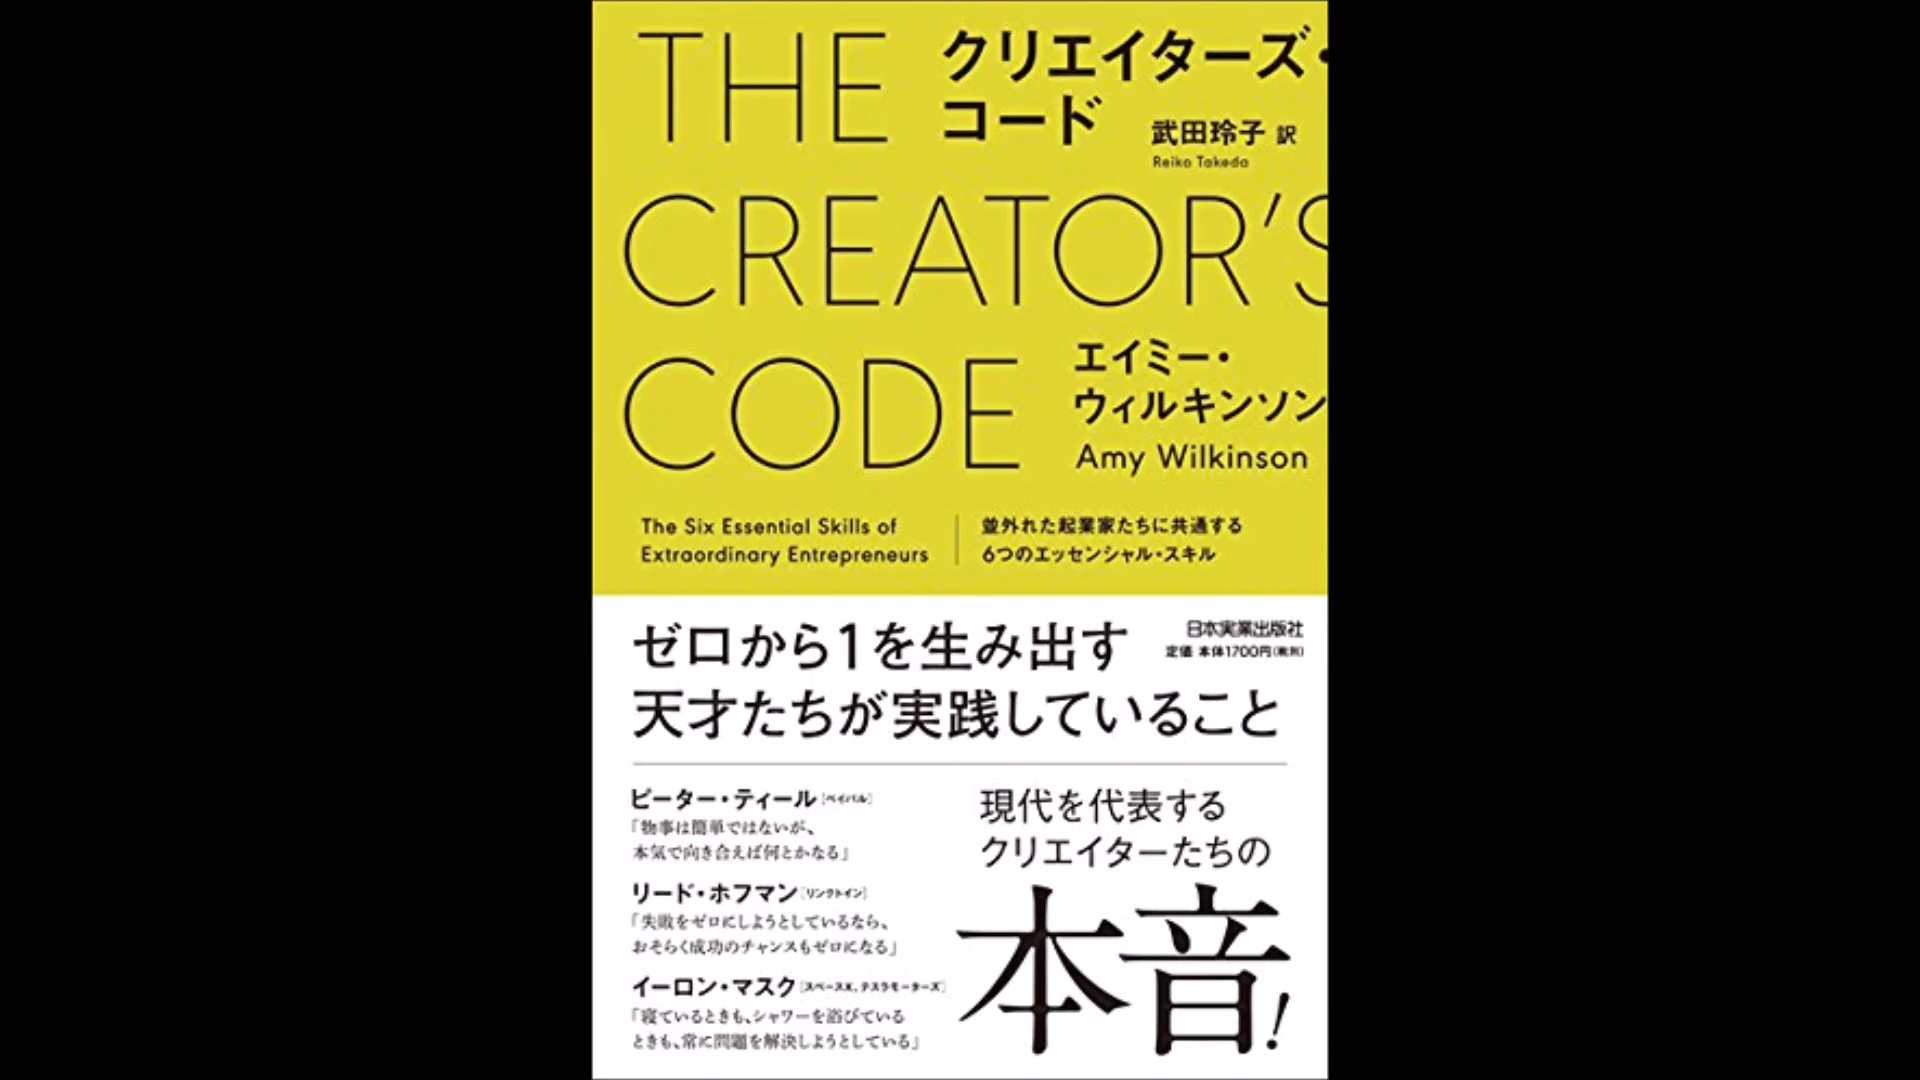 THE
クリエイターズ・
コード
武田玲子 訳
Reiko Takeda
CREATOR'S
CODE
エイミー・
ウィルキンソン
Amy Wilkinson
The Six Essential Skills of
Extraordinary Entrepreneurs
並外れた起業家たちに共通する
6つのエッセンシャル・スキル
ゼロから1を生み出す
天才たちが実践していること
日本実業出版社
定価 本体1700円(税別)
ピーター・ティール[ペイパル]
「物事は簡単ではないが、
本気で向き合えば何とかなる」
リード・ホフマン[リンクトイン]
「失敗をゼロにしようとしているなら、
おそらく成功のチャンスもゼロになる」
イーロン・マスク[スペースX, テスラモーターズ]
「寝ているときも、シャワーを浴びている
ときも、常に問題を解決しようとしている」
現代を代表する
クリエイターたちの
本音!